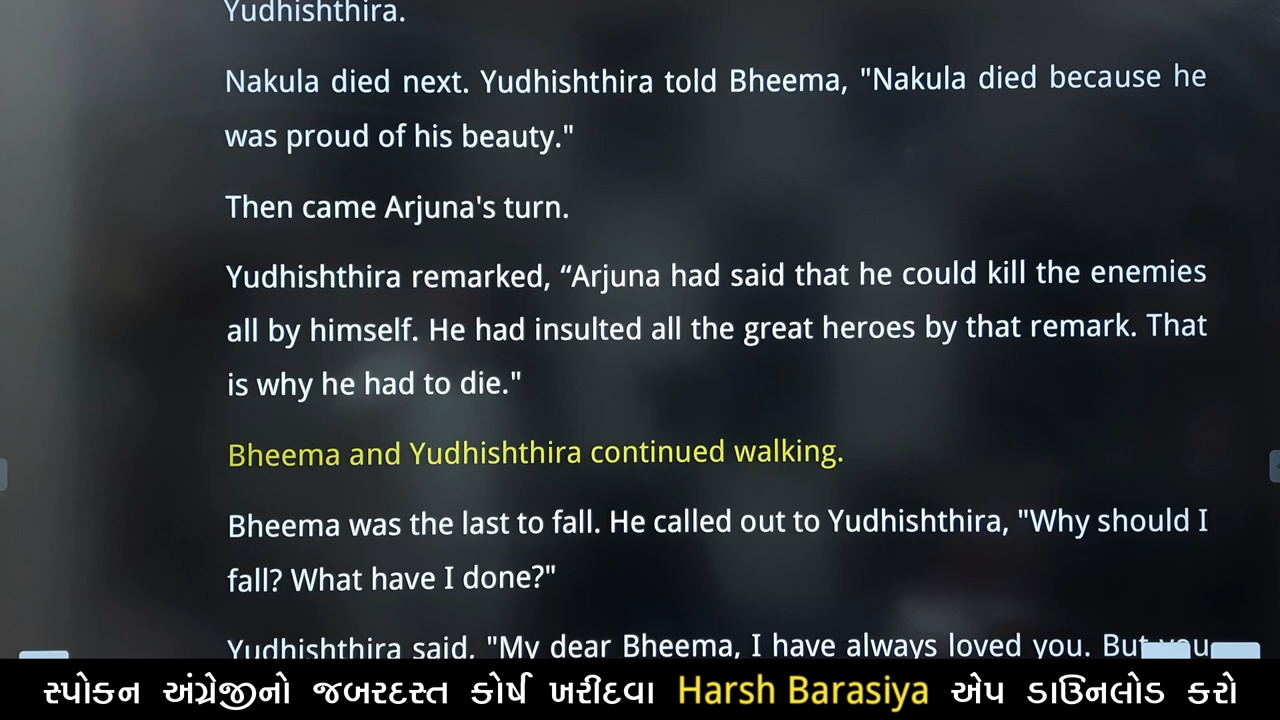 Yudhishthira.
Nakula died next. Yudhishthira told Bheema, "Nakula died because he
was proud of his beauty."
Then came Arjuna's turn.
Yudhishthira remarked, “Arjuna had said that he could kill the enemies
all by himself. He had insulted all the great heroes by that remark. That
is why he had to die."
Bheema and Yudhishthira continued walking.
Bheema was the last to fall. He called out to Yudhishthira, "Why should I
fall? What have I done?"
Yudhishthira said, "My dear Bheema, I have always loved you. But you
સ્પોકન અંગ્રેજીનો જબરદસ્ત કોર્ષ ખરીદવા Harsh Barasiya એપ ડાઉનલોડ કરો